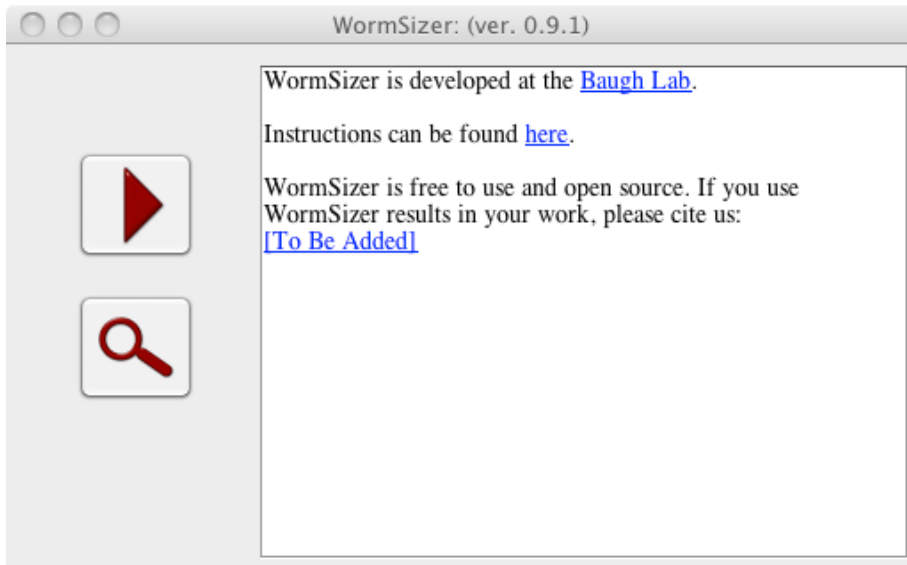 WormSizer: (ver. 0.9.1)
WormSizer is developed at the Baugh Lab.
Instructions can be found here.
WormSizer is free to use and open source. If you use
WormSizer results in your work, please cite us:
[To Be Added]